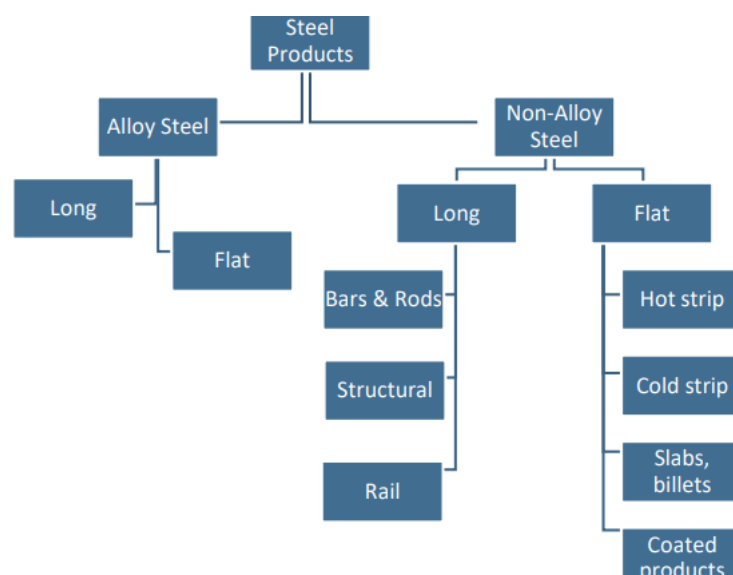 Steel
Products
Alloy Steel
Non-Alloy
Steel
Long
Flat
Long
Flat
Bars & Rods
Structural
Rail
Hot strip
Cold strip
Slabs,
billets
Coated
products